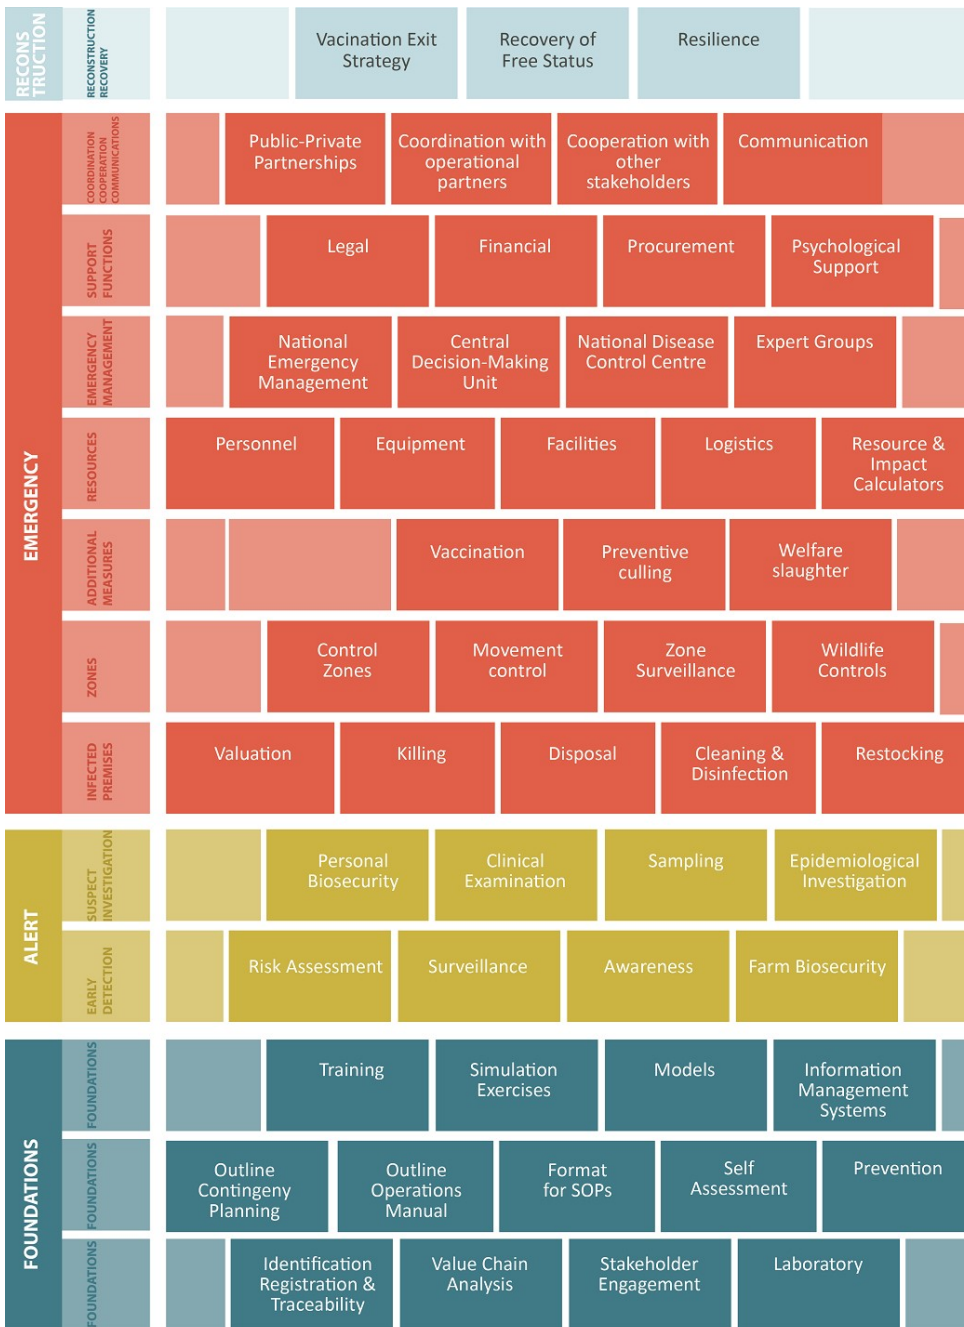 RECONS
TRUCTION
RECONSTRUCTION
RECOVERY
Vacination Exit
Strategy
Recovery of
Free Status
Resilience
EMERGENCY
COORDINATION
COOPERATION
COMMUNICATIONS
Public-Private
Partnerships
Coordination with
operational
partners
Cooperation with
other
stakeholders
Communication
SUPPORT
FUNCTIONS
Legal
Financial
Procurement
Psychological
Support
EMERGENCY
MANAGEMENT
National
Emergency
Management
Central
Decision-Making
Unit
National Disease
Control Centre
Expert Groups
RESOURCES
Personnel
Equipment
Facilities
Logistics
Resource &
Impact
Calculators
ADDITIONAL
MEASURES
Vaccination
Preventive
culling
Welfare
slaughter
ZONES
Control
Zones
Movement
control
Zone
Surveillance
Wildlife
Controls
INFECTED
PREMISES
Valuation
Killing
Disposal
Cleaning &
Disinfection
Restocking
ALERT
SUSPECT
INVESTIGATION
Personal
Biosecurity
Clinical
Examination
Sampling
Epidemiological
Investigation
EARLY
DETECTION
Risk Assessment
Surveillance
Awareness
Farm Biosecurity
FOUNDATIONS
FOUNDATIONS
Training
Simulation
Exercises
Models
Information
Management
Systems
FOUNDATIONS
Outline
Contingeny
Planning
Outline
Operations
Manual
Format
for SOPs
Self
Assessment
Prevention
FOUNDATIONS
Identification
Registration &
Traceability
Value Chain
Analysis
Stakeholder
Engagement
Laboratory